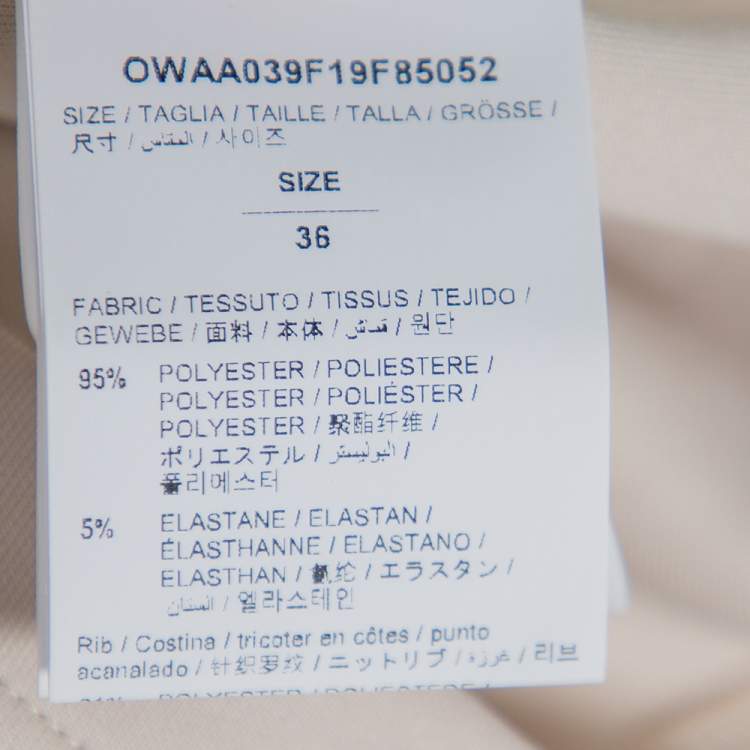 OWAA039F19F85052
SIZE / TAGLIA / TAILLE / TALLA / GRÖSSE /
尺寸 / المقاس / 사이즈
SIZE
36
FABRIC / TESSUTO / TISSUS / TEJIDO /
GEWEBE / 面料 / 本体 / قماش / 원단
95% POLYESTER / POLIESTERE /
POLYESTER / POLIÉSTER /
POLYESTER / 聚酯纤维 /
ポリエステル / البوليستر /
폴리에스터
5% ELASTANE / ELASTAN /
ÉLASTHANNE / ELASTANO /
ELASTHAN / 氨纶 / エラスタン /
/ 엘라스테인
Rib / Costina / tricoter en côtes / punto
acanalado / 针织罗纹 / ニットリブ / غرزة / 리브
POLYESTER / POLIESTERE /